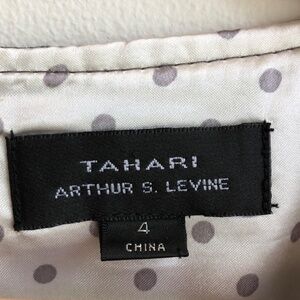 TAHARI
ARTHUR S. LEVINE
4
CHINA